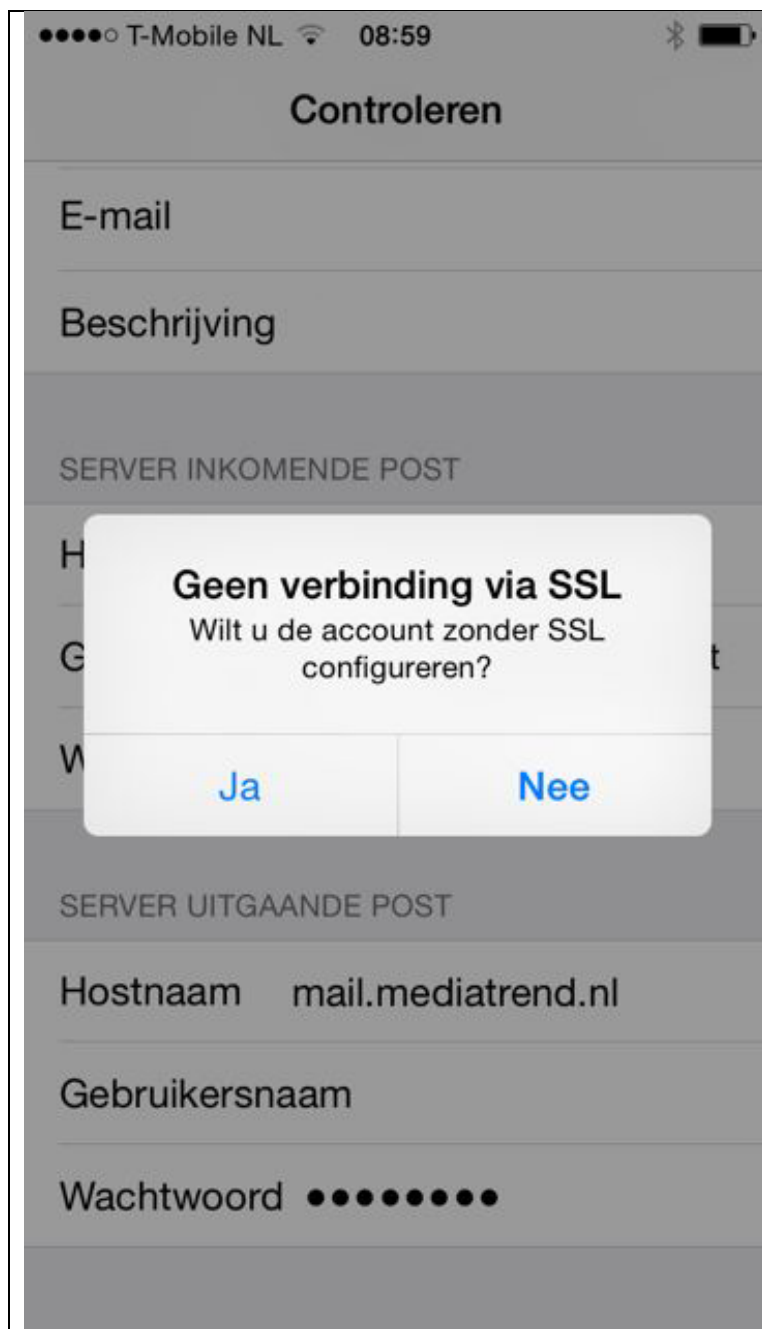 T-Mobile NL 08:59
Controleren
E-mail
Beschrijving
SERVER INKOMENDE POST
H
Geen verbinding via SSL
Wilt u de account zonder SSL
configureren?
G t
W
Ja Nee
SERVER UITGAANDE POST
Hostnaam mail.mediatrend.nl
Gebruikersnaam
Wachtwoord ●●●●●●●●